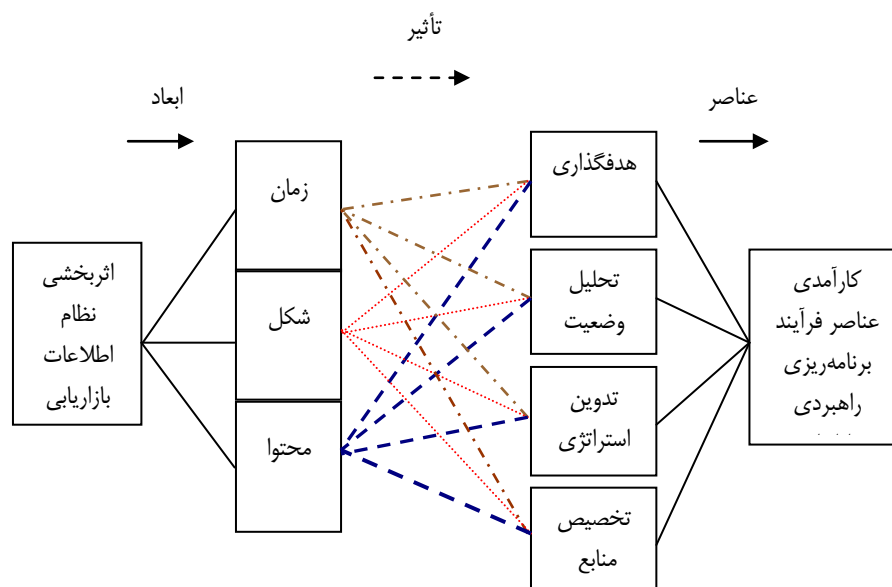 تأثیر
ابعاد
عناصر
زمان
شکل
محتوا
هدفگذاری
تحلیل
وضعیت
تدوین
استراتژی
تخصیص
منابع
اثربخشی
نظام
اطلاعات
بازاریابی
کارآمدی
عناصر فرآیند
برنامه‌ریزی
راهبردی